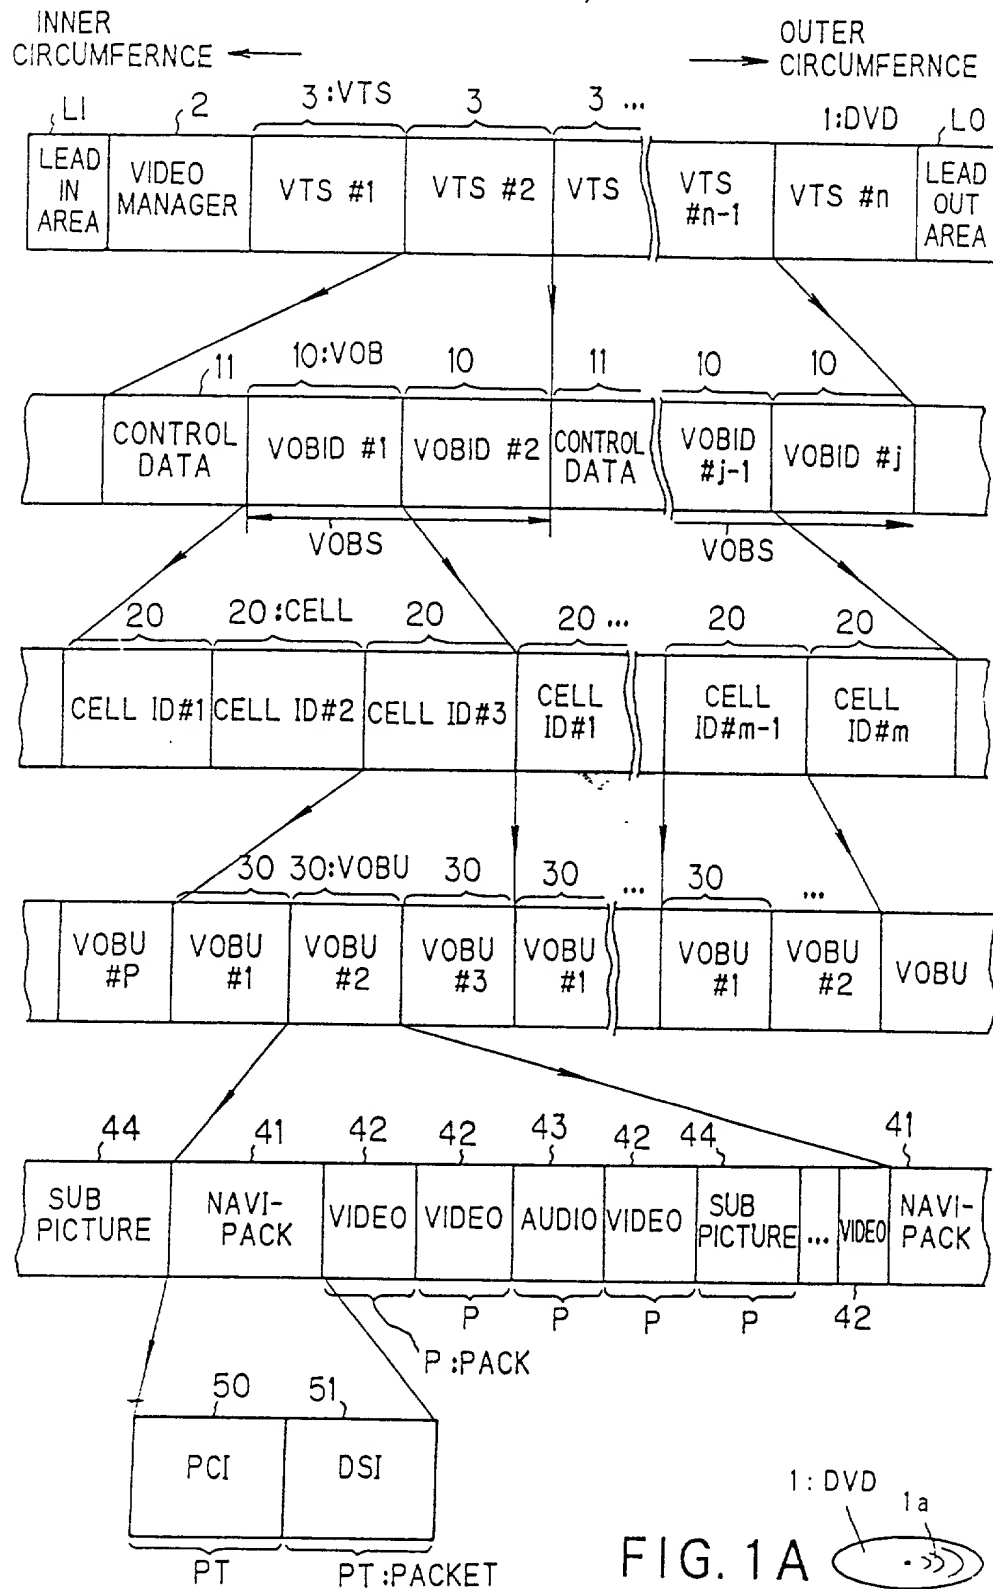 INNER
CIRCUMFERNCE
OUTER
CIRCUMFERNCE
LI 2 3:VTS 3 3 ... 1:DVD LO
LEAD IN AREA
VIDEO MANAGER
VTS #1
VTS #2
VTS
VTS #n-1
VTS #n
LEAD OUT AREA
11 10:VOB 10 11 10 10
CONTROL DATA
VOBID #1
VOBID #2
CONTROL DATA
VOBID #j-1
VOBID #j
VOBS
VOBS
20 20:CELL 20 20 ... 20 20
CELL ID#1
CELL ID#2
CELL ID#3
CELL ID#1
CELL ID#m-1
CELL ID#m
30 30:VOBU 30 30 ... 30 ...
VOBU #P
VOBU #1
VOBU #2
VOBU #3
VOBU #1
VOBU #1
VOBU #2
VOBU
44 41 42 42 43 42 44 41
SUB PICTURE
NAVI-PACK
VIDEO
VIDEO
AUDIO
VIDEO
SUB PICTURE
...
VIDEO
NAVI-PACK
P P P P 42
P:PACK
50 51
PCI
DSI
PT
PT:PACKET
FIG. 1A
1:DVD
1a